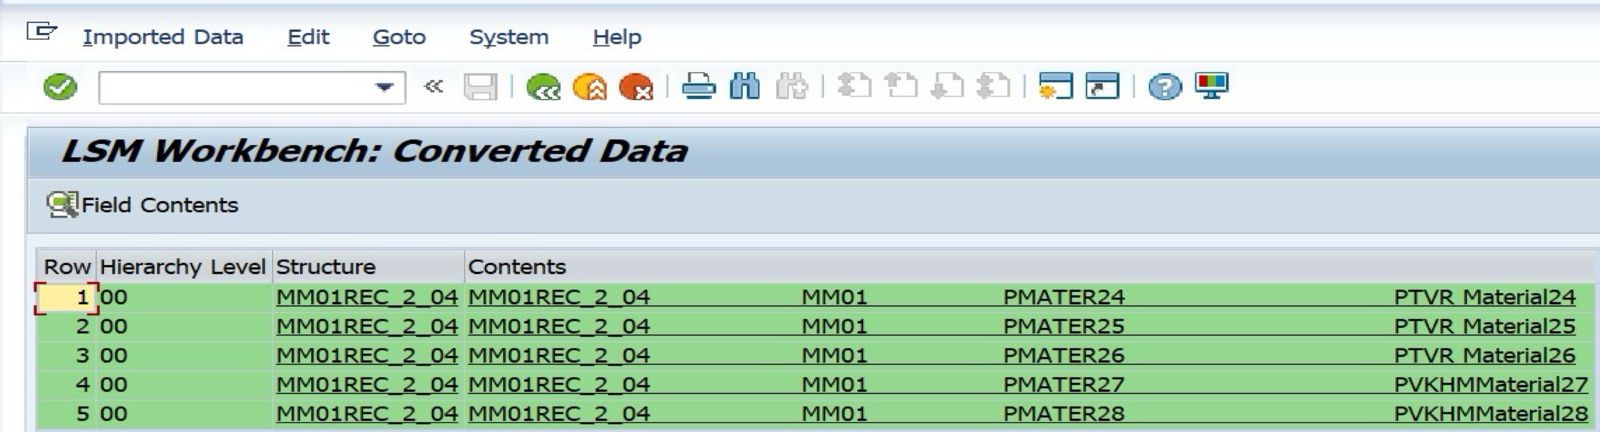 Imported Data Edit Goto System Help
LSM Workbench: Converted Data
Field Contents
Row Hierarchy Level Structure Contents
1 00 MM01REC_2_04 MM01REC_2_04 MM01 PMATER24 PTVR Material24
2 00 MM01REC_2_04 MM01REC_2_04 MM01 PMATER25 PTVR Material25
3 00 MM01REC_2_04 MM01REC_2_04 MM01 PMATER26 PTVR Material26
4 00 MM01REC_2_04 MM01REC_2_04 MM01 PMATER27 PVKHMMaterial27
5 00 MM01REC_2_04 MM01REC_2_04 MM01 PMATER28 PVKHMMaterial28